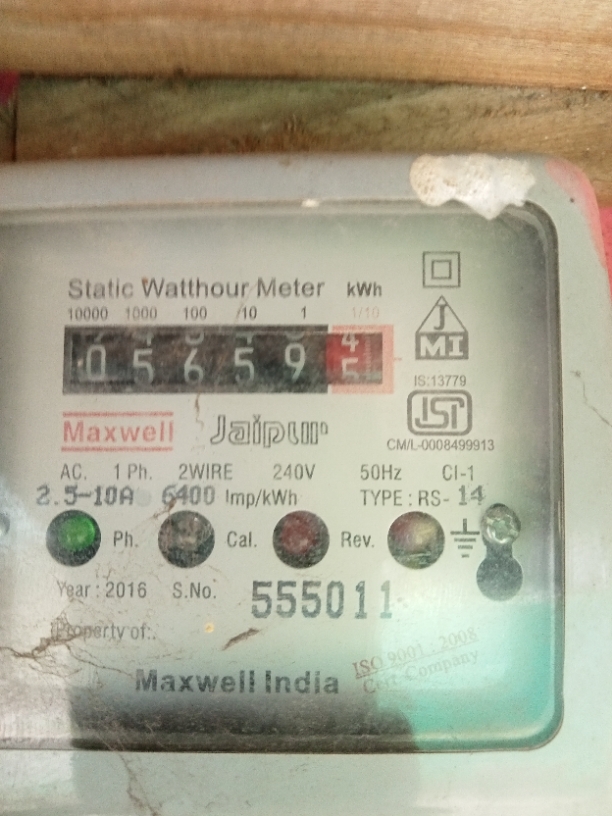 Static Watthour Meter kWh
10000 1000 100 10 1 1/10
0 5 6 5 9
J
MI
IS:13779
ISI
CM/L-0008499913
Maxwell Jaipur
AC. 1 Ph. 2WIRE 240V 50Hz Cl-1
2.5-10A 6400 Imp/kWh TYPE : RS- 14
Ph. Cal. Rev.
Year : 2016 S.No. 555011
Property of:.
Maxwell India
ISO 9001 : 2008
Cert. Company